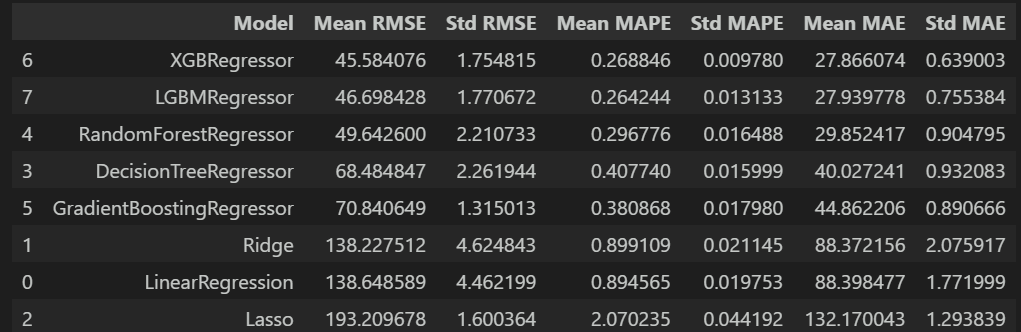 Model Mean RMSE Std RMSE Mean MAPE Std MAPE Mean MAE Std MAE
6 XGBRegressor 45.584076 1.754815 0.268846 0.009780 27.866074 0.639003
7 LGBMRegressor 46.698428 1.770672 0.264244 0.013133 27.939778 0.755384
4 RandomForestRegressor 49.642600 2.210733 0.296776 0.016488 29.852417 0.904795
3 DecisionTreeRegressor 68.484847 2.261944 0.407740 0.015999 40.027241 0.932083
5 GradientBoostingRegressor 70.840649 1.315013 0.380868 0.017980 44.862206 0.890666
1 Ridge 138.227512 4.624843 0.899109 0.021145 88.372156 2.075917
0 LinearRegression 138.648589 4.462199 0.894565 0.019753 88.398477 1.771999
2 Lasso 193.209678 1.600364 2.070235 0.044192 132.170043 1.293839